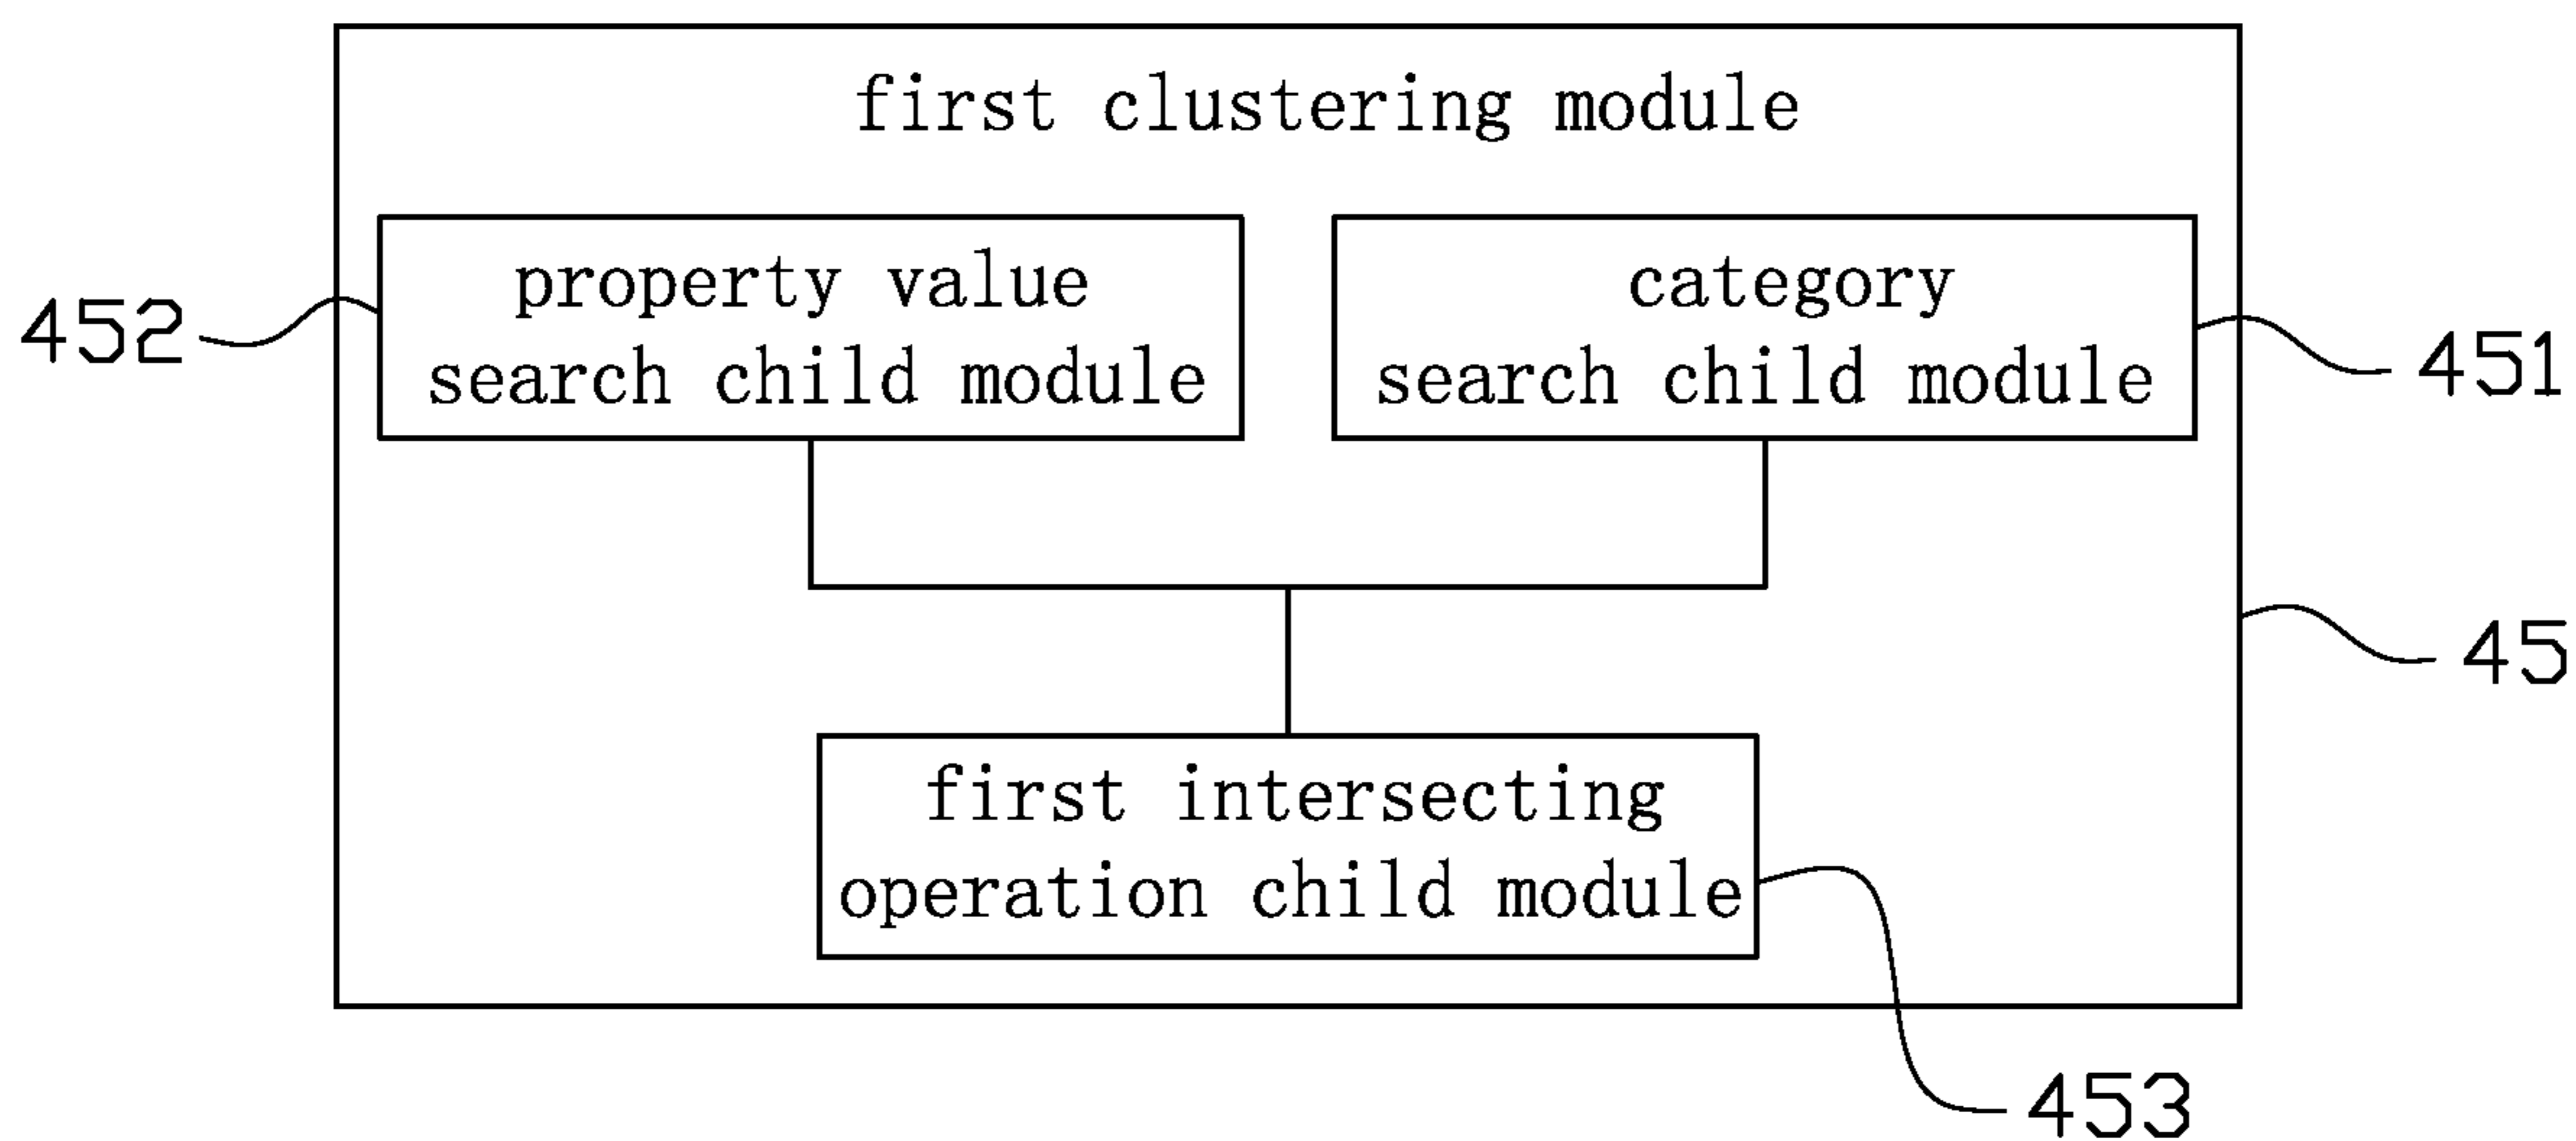 first clustering module
property value
search child module
category
search child module
452
451
45
first intersecting
operation child module
453